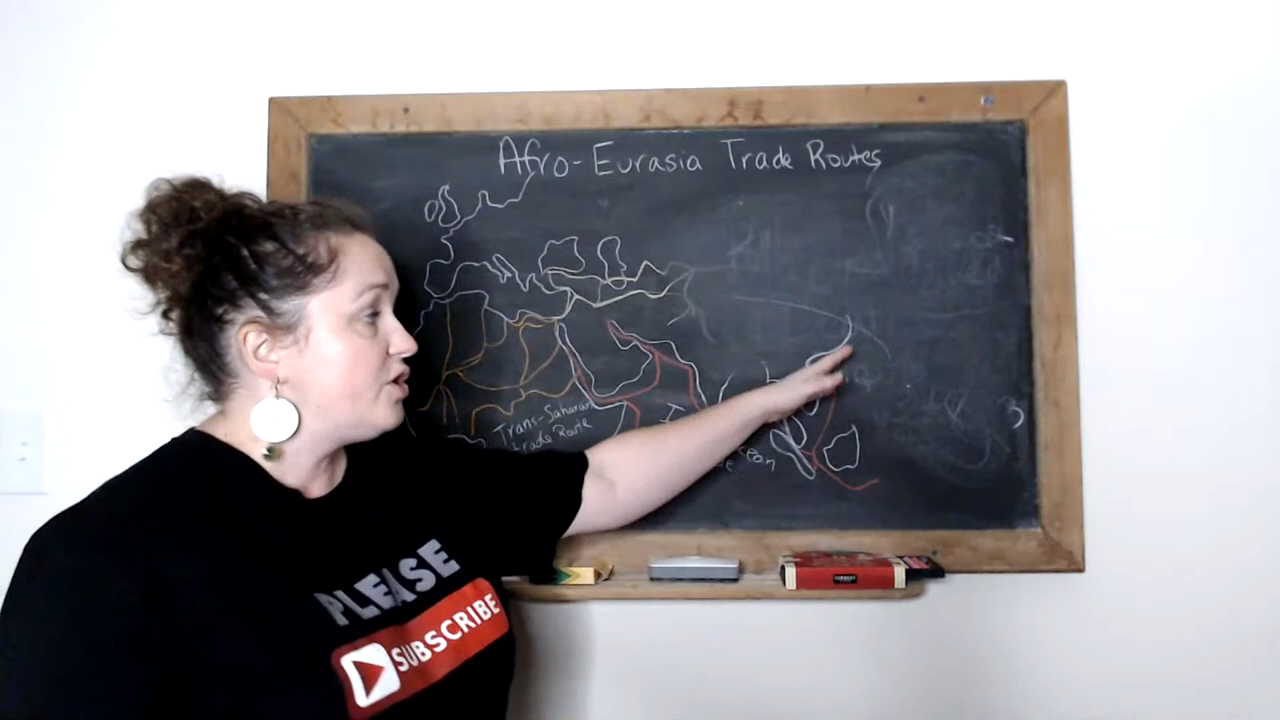 Afro-Eurasia Trade Routes
Trans-Saharan
Trade Route
PLEASE
SUBSCRIBE